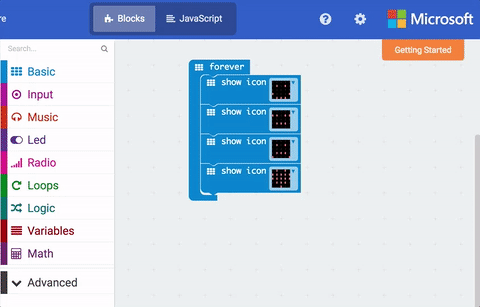 re
Blocks
JavaScript
?
Microsoft
Getting Started
Search...
Basic
Input
Music
Led
Radio
Loops
Logic
Variables
Math
Advanced
forever
show icon
show icon
show icon
show icon